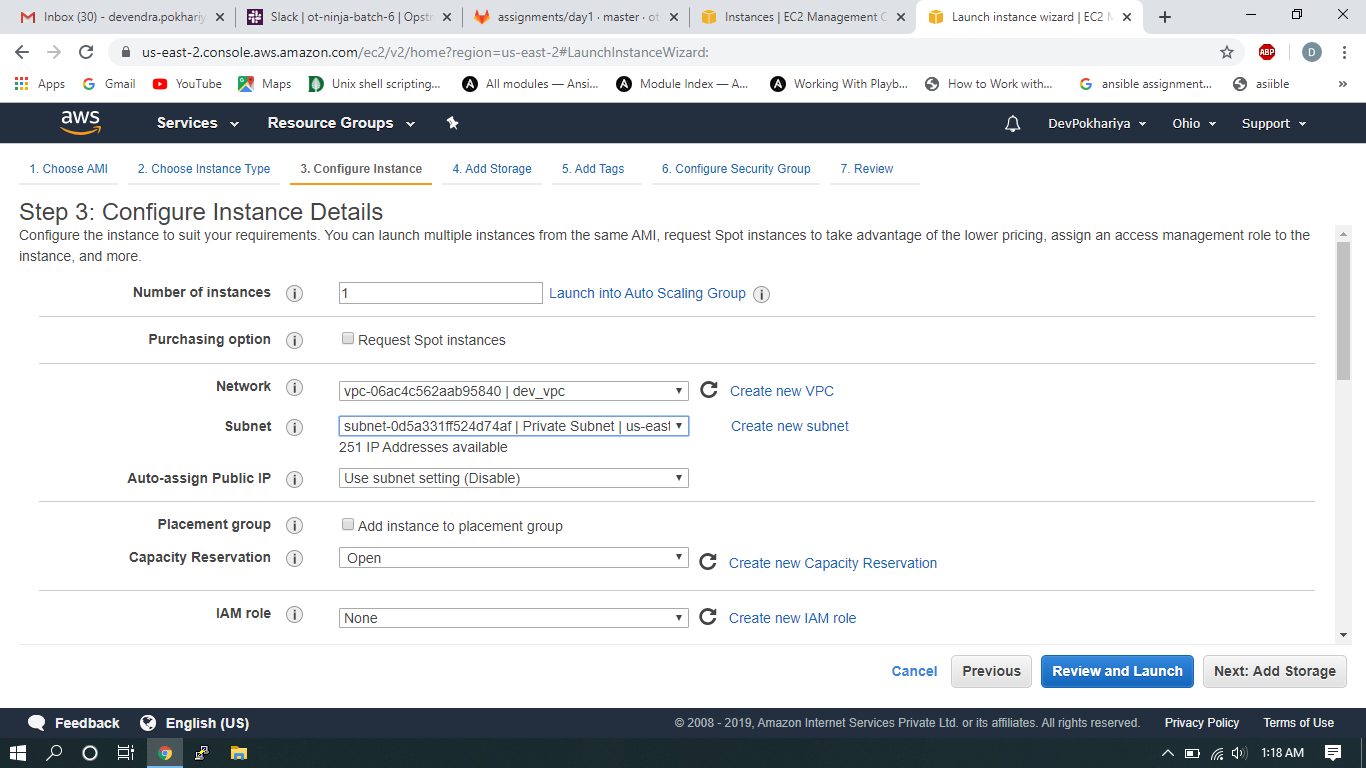 Inbox (30) - devendra.pokhariy
Slack | ot-ninja-batch-6 | Opstr
assignments/day1 · master · ot
Instances | EC2 Management C
Launch instance wizard | EC2 M
us-east-2.console.aws.amazon.com/ec2/v2/home?region=us-east-2#LaunchInstanceWizard:
ABP
D
Apps
Gmail
YouTube
Maps
Unix shell scripting...
All modules — Ansi...
Module Index — A...
Working With Playb...
How to Work with...
ansible assignment...
asiible
aws
Services
Resource Groups
DevPokhariya
Ohio
Support
1. Choose AMI
2. Choose Instance Type
3. Configure Instance
4. Add Storage
5. Add Tags
6. Configure Security Group
7. Review
Step 3: Configure Instance Details
Configure the instance to suit your requirements. You can launch multiple instances from the same AMI, request Spot instances to take advantage of the lower pricing, assign an access management role to the
instance, and more.
Number of instances
1
Launch into Auto Scaling Group
Purchasing option
Request Spot instances
Network
vpc-06ac4c562aab95840 | dev_vpc
Create new VPC
Subnet
subnet-0d5a331ff524d74af | Private Subnet | us-east
Create new subnet
251 IP Addresses available
Auto-assign Public IP
Use subnet setting (Disable)
Placement group
Add instance to placement group
Capacity Reservation
Open
Create new Capacity Reservation
IAM role
None
Create new IAM role
Cancel
Previous
Review and Launch
Next: Add Storage
Feedback
English (US)
© 2008 - 2019, Amazon Internet Services Private Ltd. or its affiliates. All rights reserved.
Privacy Policy
Terms of Use
1:18 AM